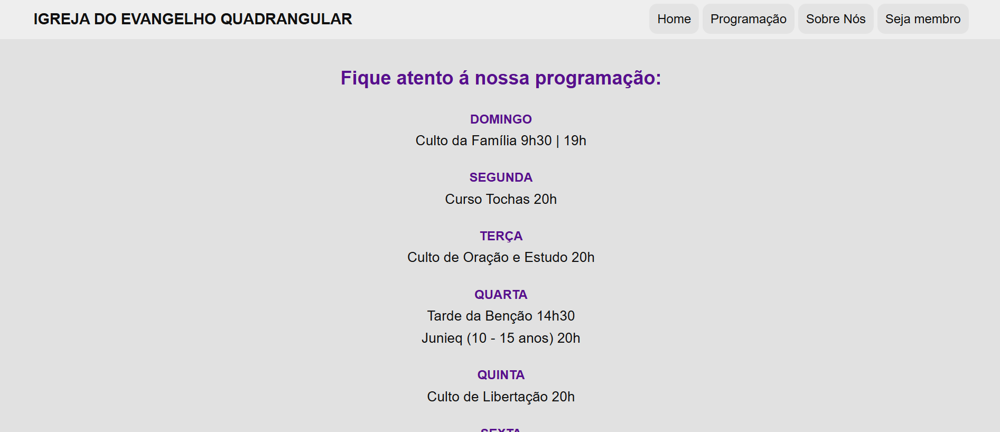 IGREJA DO EVANGELHO QUADRANGULAR
Home Programação Sobre Nós Seja membro
Fique atento á nossa programação:
DOMINGO
Culto da Família 9h30 | 19h
SEGUNDA
Curso Tochas 20h
TERÇA
Culto de Oração e Estudo 20h
QUARTA
Tarde da Benção 14h30
Junieq (10 - 15 anos) 20h
QUINTA
Culto de Libertação 20h
SEXTA